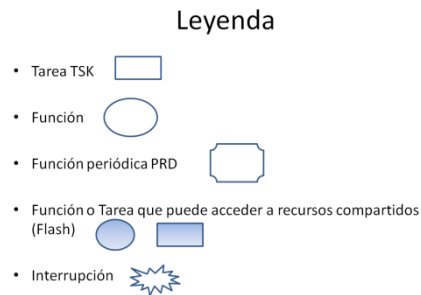 Leyenda
• Tarea TSK
• Función
• Función periódica PRD
• Función o Tarea que puede acceder a recursos compartidos
(Flash)
• Interrupción